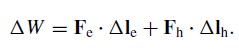 ΔW = Fₑ · Δlₑ + Fₕ · Δlₕ.